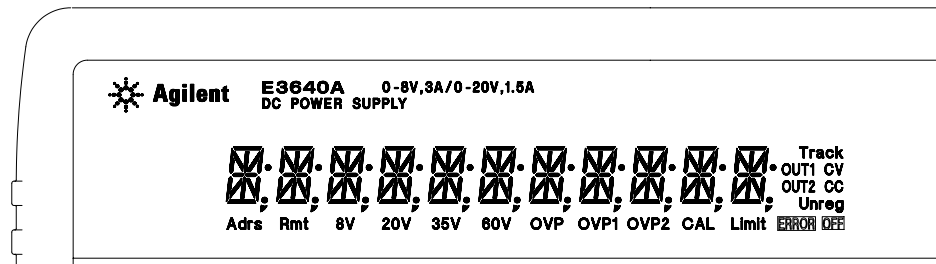 Agilent
E3640A 0-8V,3A/0-20V,1.5A
DC POWER SUPPLY
Track
OUT1 CV
OUT2 CC
Unreg
Adrs Rmt 8V 20V 35V 60V OVP OVP1 OVP2 CAL Limit ERROR OFF